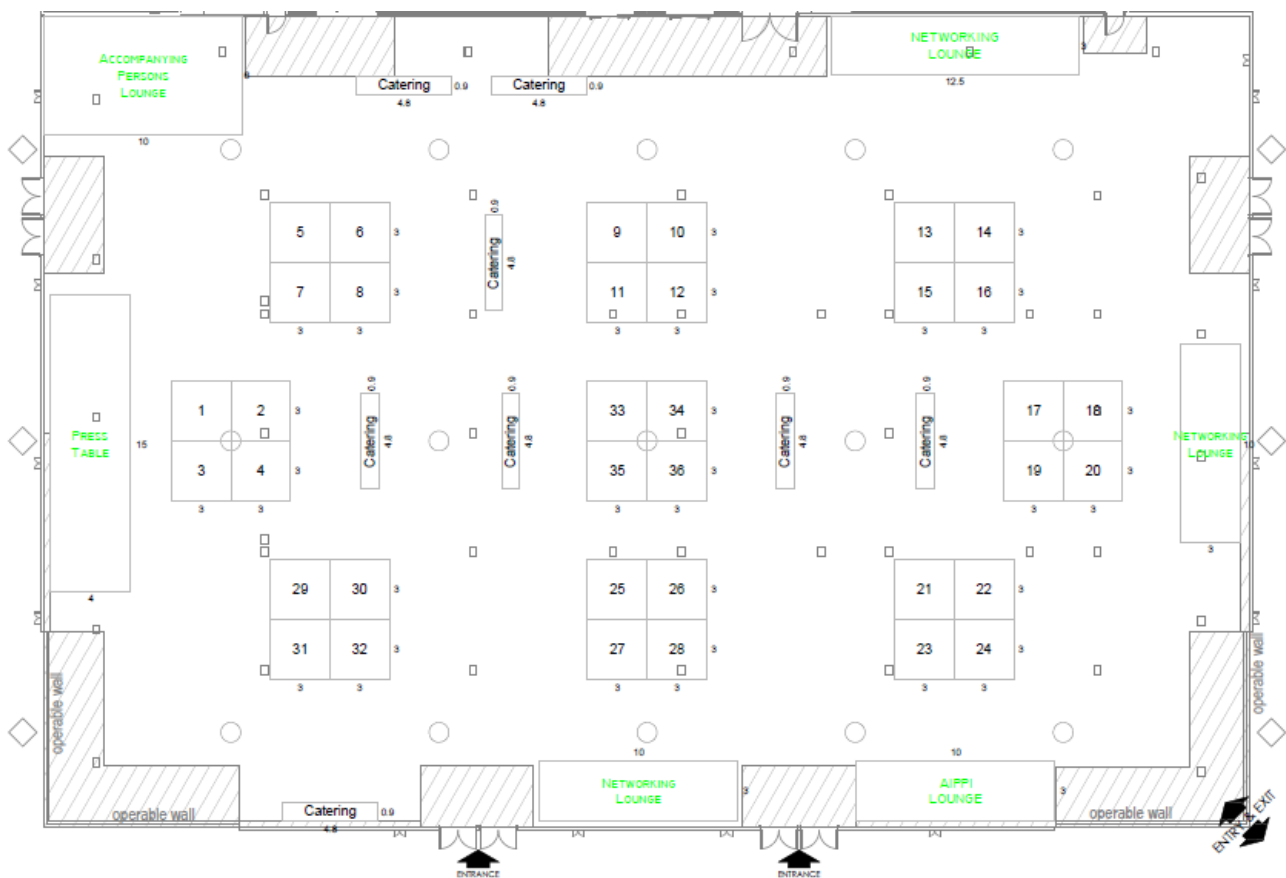 ACCOMPANYING
PERSONS
LOUNGE
10
Catering
0.9
4.8
Catering
0.9
4.8
NETWORKING
LOUNGE
3
12.5
5 6 3
7 8 3
3 3
0.9
Catering
4.8
9 10 3
11 12 3
3 3
13 14 3
15 16 3
3 3
PRESS
TABLE
15
4
1 2 3
3 4 3
3 3
0.9
Catering
4.8
0.9
Catering
4.8
33 34 3
35 36 3
3 3
0.9
Catering
4.8
0.9
Catering
4.8
17 18 3
19 20 3
3 3
NETWORKING
LOUNGE
10
3
29 30 3
31 32 3
3 3
25 26 3
27 28 3
3 3
21 22 3
23 24 3
3 3
operable wall
operable wall
operable wall
Catering
0.9
4.8
10
NETWORKING
LOUNGE
3
10
AIPPI
LOUNGE
3
operable wall
ENTRY & EXIT
ENTRANCE
ENTRANCE